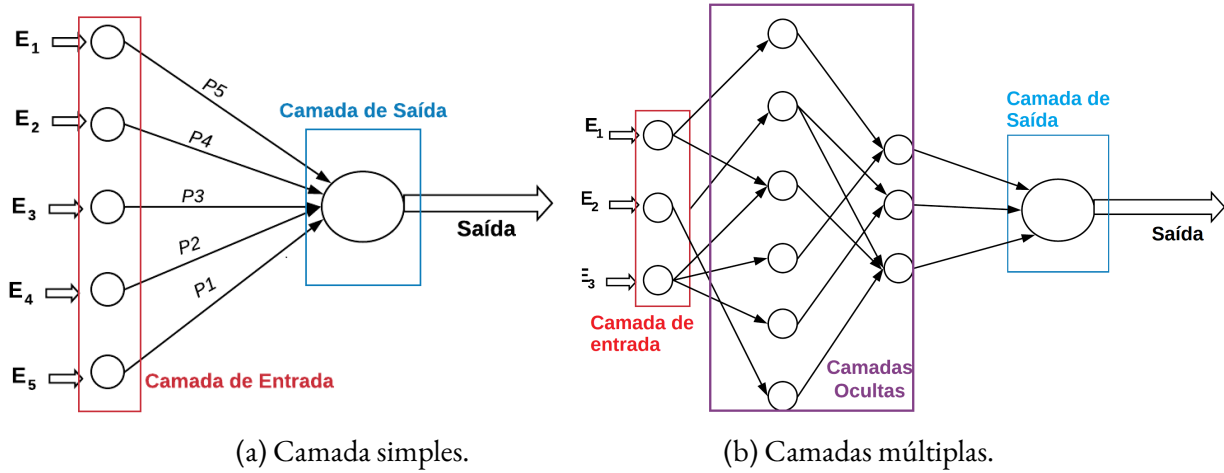 E1
P5
Camada de Saída
E2
P4
E3
P3
Saída
P2
E4
P1
E5
Camada de Entrada
(a) Camada simples.
E1
Camada de
Saída
E2
Saída
E3
Camada de
entrada
Camadas
Ocultas
(b) Camadas múltiplas.